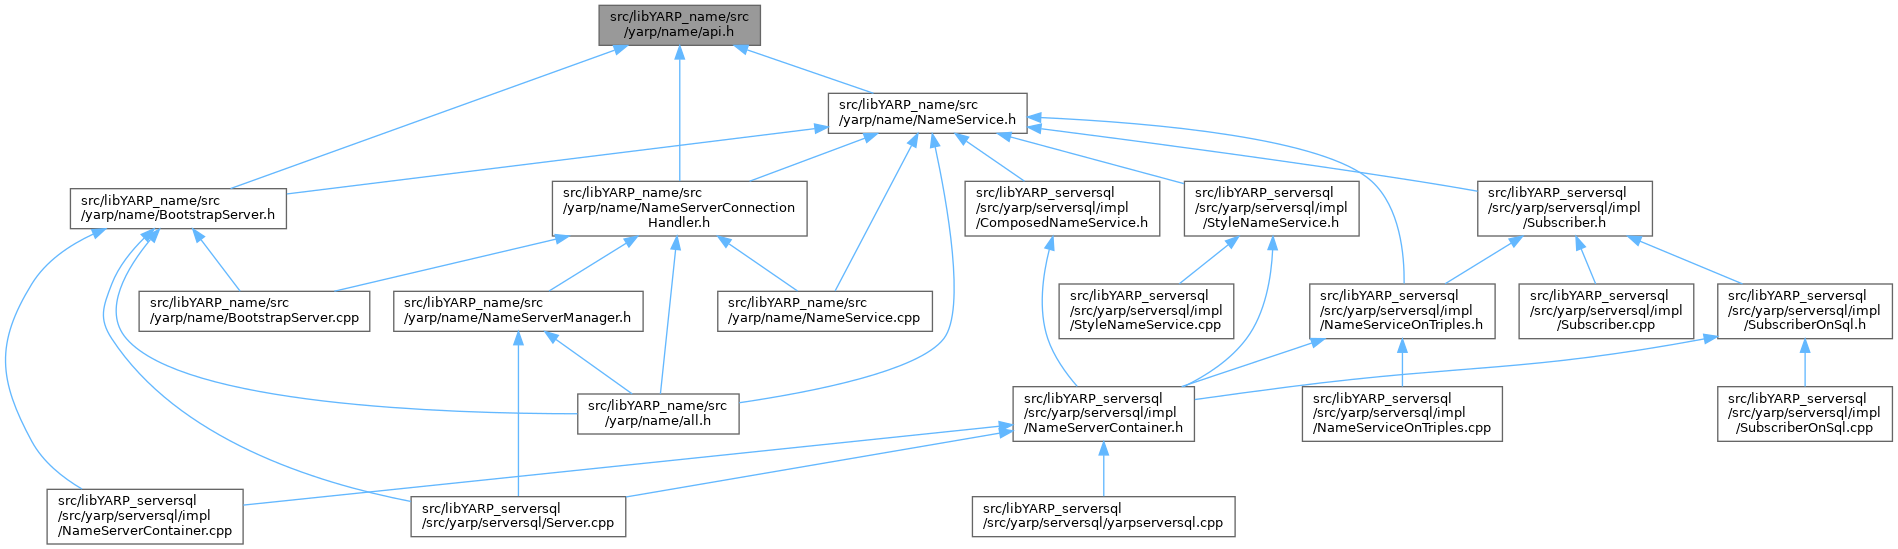 src/libYARP_name/src
/yarp/name/api.h
src/libYARP_name/src
/yarp/name/NameService.h
src/libYARP_name/src
/yarp/name/BootstrapServer.h
src/libYARP_name/src
/yarp/name/NameServerConnection
Handler.h
src/libYARP_serversql
/src/yarp/serversql/impl
/ComposedNameService.h
src/libYARP_serversql
/src/yarp/serversql/impl
/StyleNameService.h
src/libYARP_serversql
/src/yarp/serversql/impl
/Subscriber.h
src/libYARP_name/src
/yarp/name/BootstrapServer.cpp
src/libYARP_name/src
/yarp/name/NameServerManager.h
src/libYARP_name/src
/yarp/name/NameService.cpp
src/libYARP_serversql
/src/yarp/serversql/impl
/StyleNameService.cpp
src/libYARP_serversql
/src/yarp/serversql/impl
/NameServiceOnTriples.h
src/libYARP_serversql
/src/yarp/serversql/impl
/Subscriber.cpp
src/libYARP_serversql
/src/yarp/serversql/impl
/SubscriberOnSql.h
src/libYARP_name/src
/yarp/name/all.h
src/libYARP_serversql
/src/yarp/serversql/impl
/NameServerContainer.h
src/libYARP_serversql
/src/yarp/serversql/impl
/NameServiceOnTriples.cpp
src/libYARP_serversql
/src/yarp/serversql/impl
/SubscriberOnSql.cpp
src/libYARP_serversql
/src/yarp/serversql/impl
/NameServerContainer.cpp
src/libYARP_serversql
/src/yarp/serversql/Server.cpp
src/libYARP_serversql
/src/yarp/serversql/yarpserversql.cpp